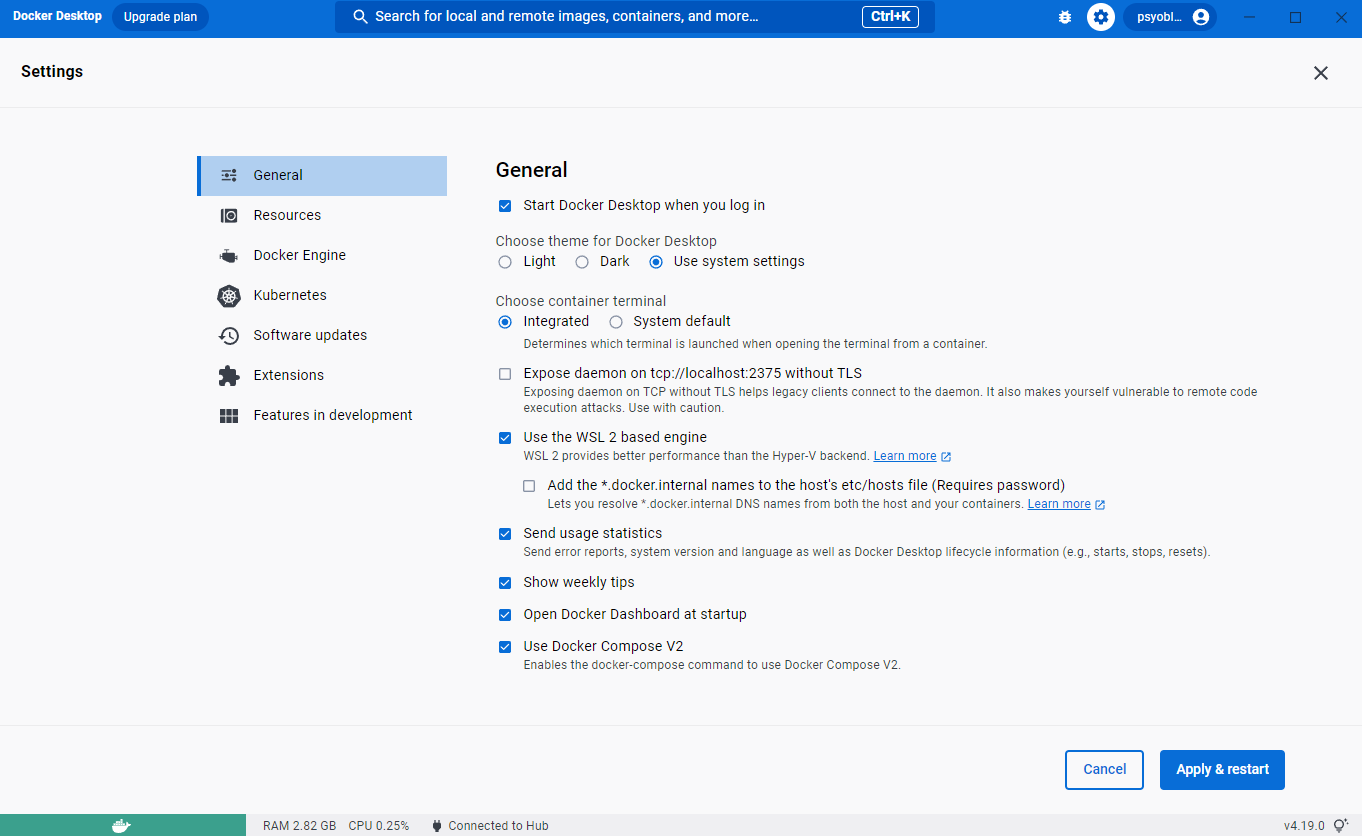 Docker Desktop
Upgrade plan
Search for local and remote images, containers, and more...
Ctrl+K
psyobl...
Settings
General
Resources
Docker Engine
Kubernetes
Software updates
Extensions
Features in development
General
Start Docker Desktop when you log in
Choose theme for Docker Desktop
Light Dark Use system settings
Choose container terminal
Integrated System default
Determines which terminal is launched when opening the terminal from a container.
Expose daemon on tcp://localhost:2375 without TLS
Exposing daemon on TCP without TLS helps legacy clients connect to the daemon. It also makes yourself vulnerable to remote code
execution attacks. Use with caution.
Use the WSL 2 based engine
WSL 2 provides better performance than the Hyper-V backend. Learn more
Add the *.docker.internal names to the host's etc/hosts file (Requires password)
Lets you resolve *.docker.internal DNS names from both the host and your containers. Learn more
Send usage statistics
Send error reports, system version and language as well as Docker Desktop lifecycle information (e.g., starts, stops, resets).
Show weekly tips
Open Docker Dashboard at startup
Use Docker Compose V2
Enables the docker-compose command to use Docker Compose V2.
Cancel
Apply & restart
RAM 2.82 GB CPU 0.25% Connected to Hub
v4.19.0